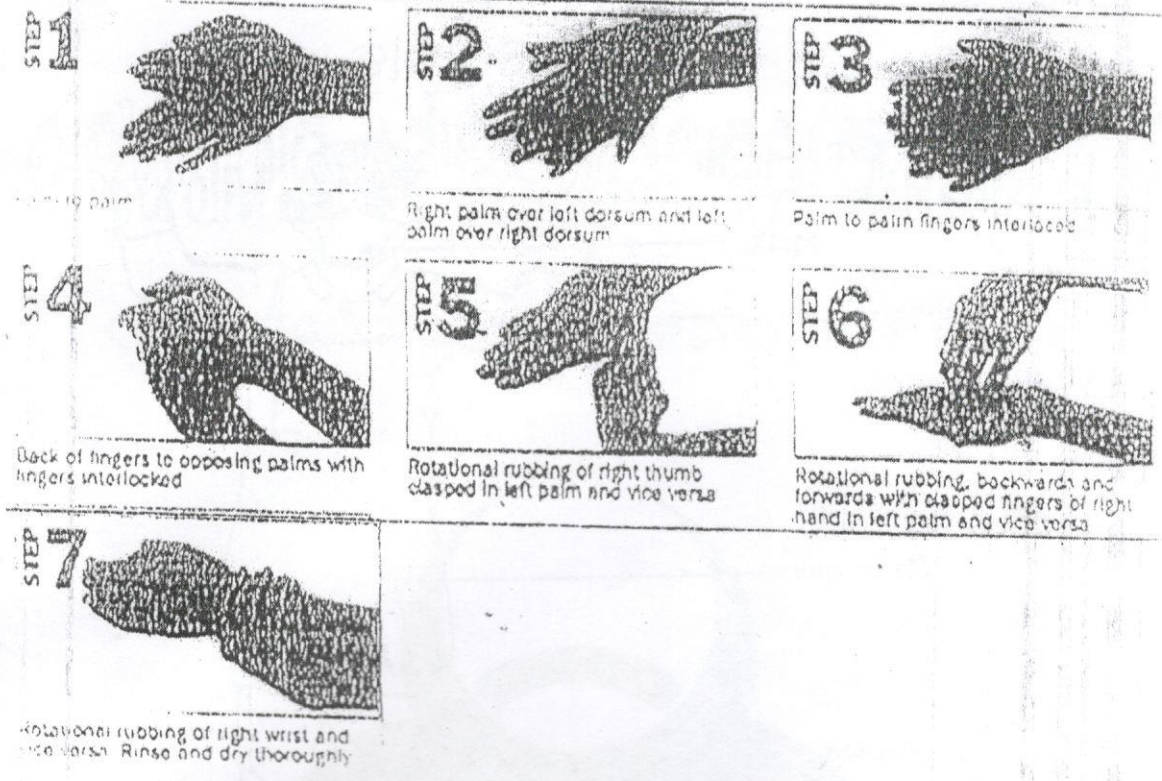 STEP 1
to palm
STEP 2
Right palm over left dorsum and left
palm over right dorsum
STEP 3
Palm to palm fingers interlaced
STEP 4
Back of fingers to opposing palms with
fingers interlocked
STEP 5
Rotational rubbing of right thumb
clasped in left palm and vice versa
STEP 6
Rotational rubbing, backwards and
forwards with clasped fingers of right
hand in left palm and vice versa
STEP 7
Rotational rubbing of right wrist and
vice versa. Rinse and dry thoroughly